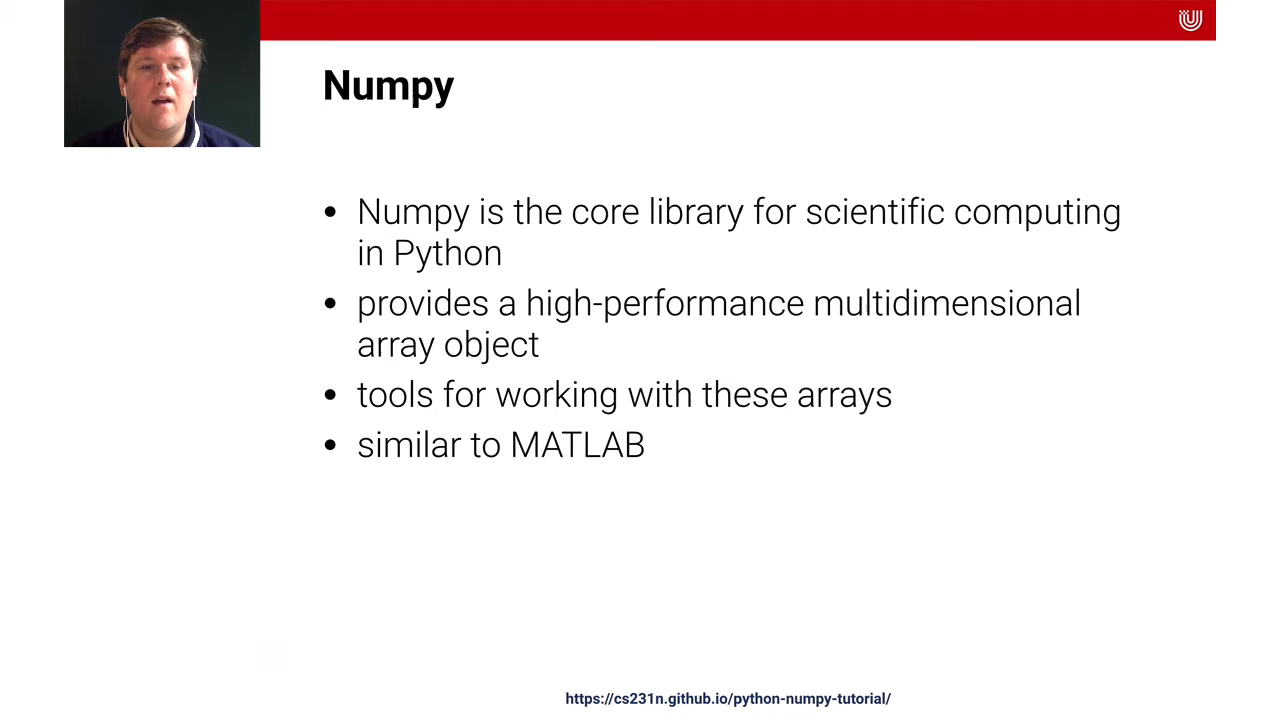 Numpy
• Numpy is the core library for scientific computing
in Python
• provides a high-performance multidimensional
array object
• tools for working with these arrays
• similar to MATLAB
https://cs231n.github.io/python-numpy-tutorial/